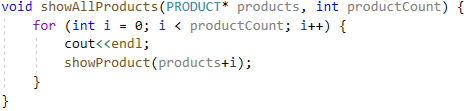 void showAllProducts(PRODUCT* products, int productCount) {
    for (int i = 0; i < productCount; i++) {
        cout<<endl;
        showProduct(products+i);
    }
}